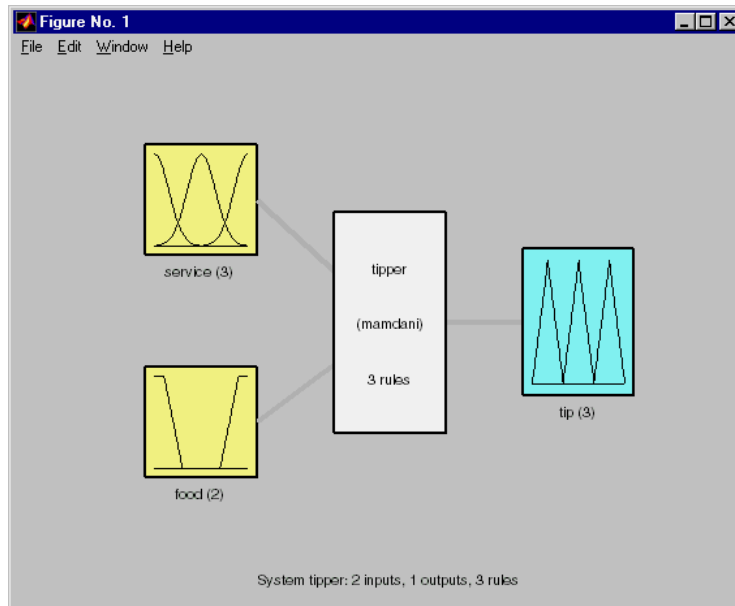 Figure No. 1
File Edit Window Help
service (3)
tipper
(mamdani)
3 rules
tip (3)
food (2)
System tipper: 2 inputs, 1 outputs, 3 rules